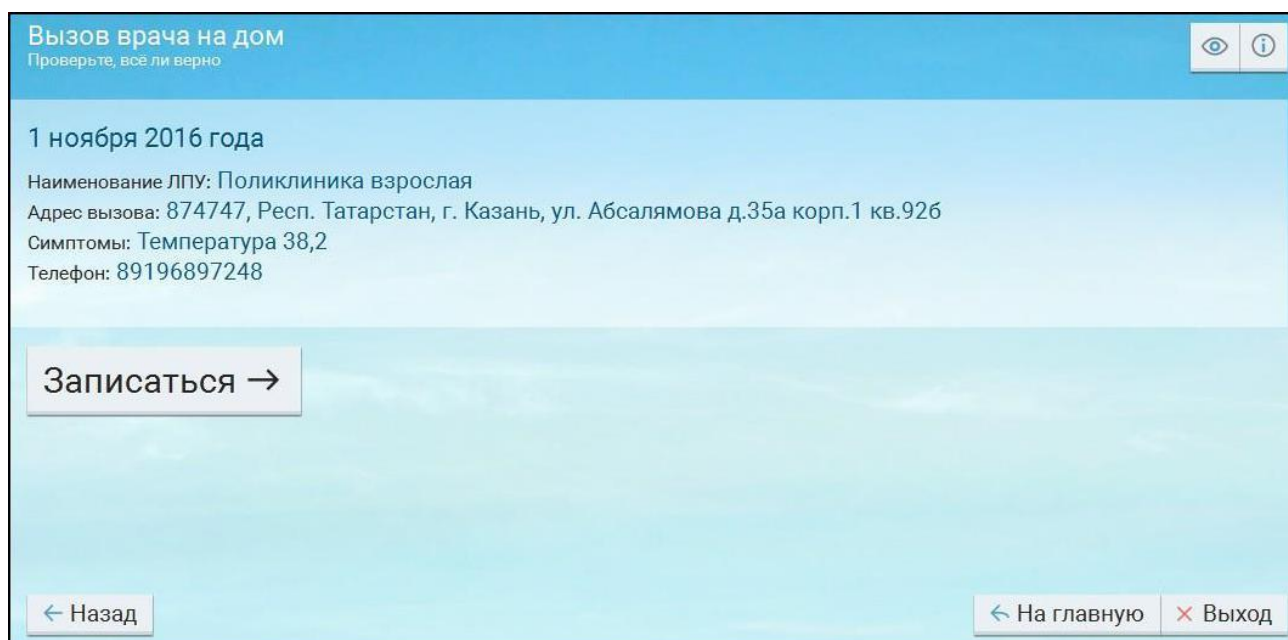 Вызов врача на дом
Проверьте, всё ли верно
1 ноября 2016 года
Наименование ЛПУ: Поликлиника взрослая
Адрес вызова: 874747, Респ. Татарстан, г. Казань, ул. Абсалямова д.35а корп.1 кв.92б
Симптомы: Температура 38,2
Телефон: 89196897248
Записаться →
← Назад
На главную
× Выход